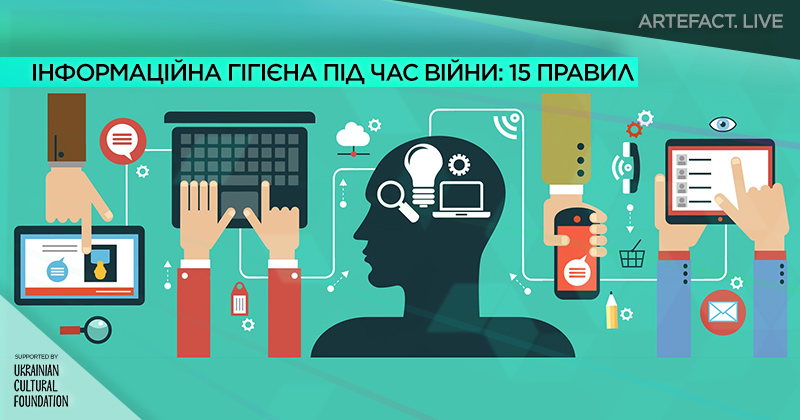 ARTEFACT. LIVE
ІНФОРМАЦІЙНА ГІГІЄНА ПІД ЧАС ВІЙНИ: 15 ПРАВИЛ
SUPPORTED BY
UKRAINIAN
CULTURAL
FOUNDATION